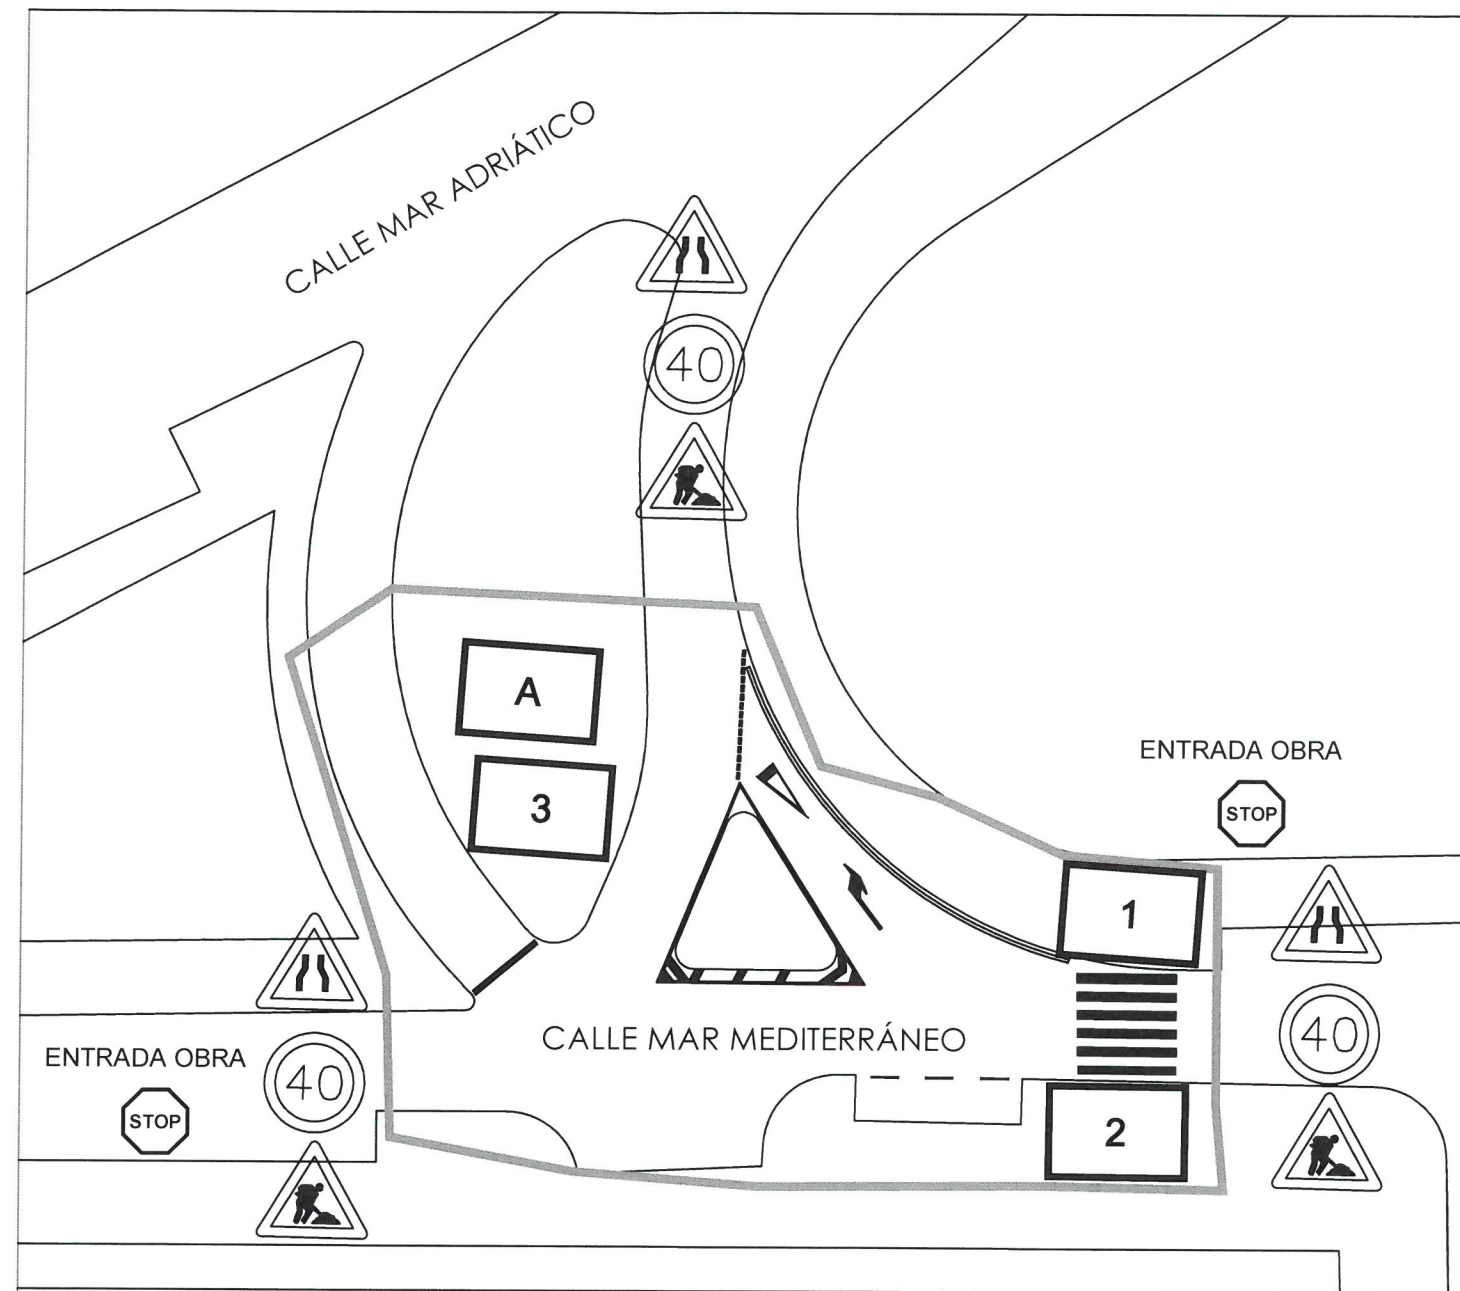 CALLE MAR ADRIÁTICO
40
A
3
ENTRADA OBRA
STOP
1
CALLE MAR MEDITERRÁNEO
40
ENTRADA OBRA
40
STOP
2